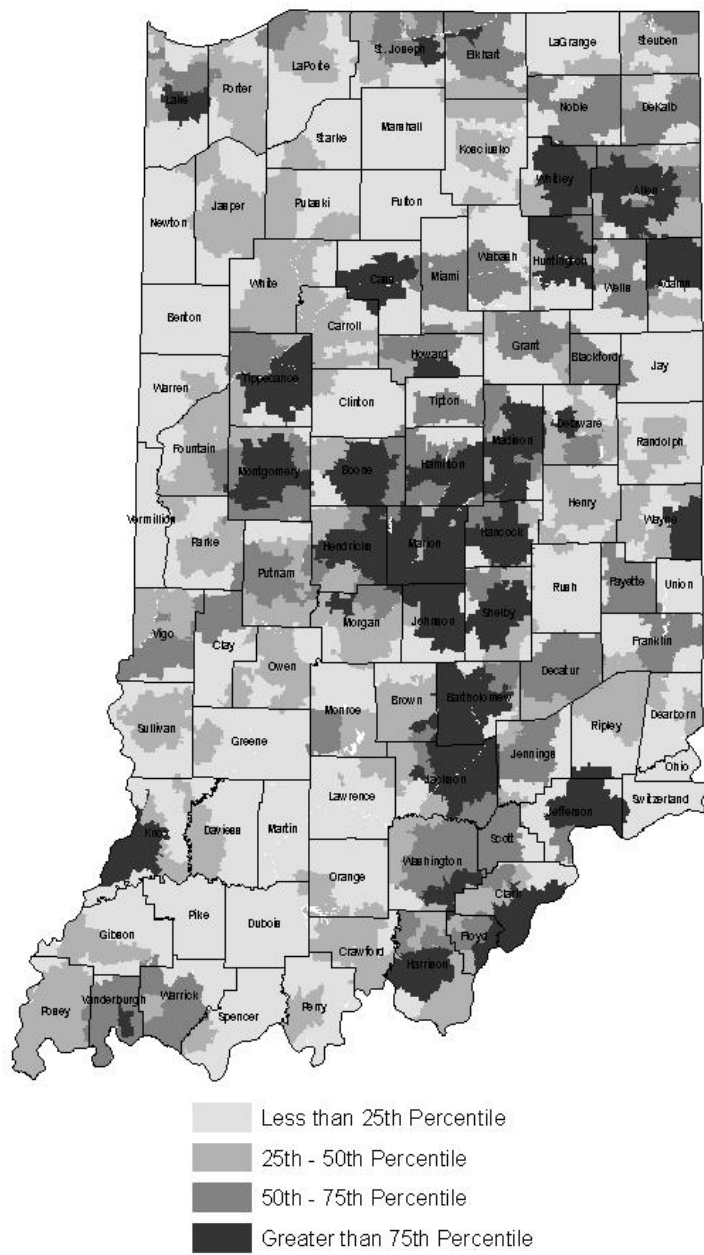 St. Joseph
Elkhart
LaGrange
Steuben
LaPorte
Porter
Lake
Noble
DeKalb
Starke
Marshall
Kosciusko
Whitley
Allen
Newton
Jasper
Pulaski
Fulton
Wabash
Huntington
Miami
Cass
White
Wells
Adams
Benton
Carroll
Howard
Grant
Blackford
Jay
Tippecanoe
Warren
Clinton
Tipton
Delaware
Randolph
Madison
Fountain
Montgomery
Boone
Hamilton
Henry
Wayne
Vermillion
Parke
Hendricks
Marion
Hancock
Putnam
Rush
Fayette
Union
Vigo
Clay
Morgan
Johnson
Shelby
Franklin
Owen
Decatur
Sullivan
Greene
Monroe
Brown
Bartholomew
Ripley
Dearborn
Jennings
Ohio
Jackson
Lawrence
Jefferson
Switzerland
Knox
Daviess
Martin
Scott
Washington
Orange
Clark
Pike
Dubois
Gibson
Crawford
Floyd
Harrison
Posey
Vanderburgh
Warrick
Spencer
Perry
Less than 25th Percentile
25th - 50th Percentile
50th - 75th Percentile
Greater than 75th Percentile